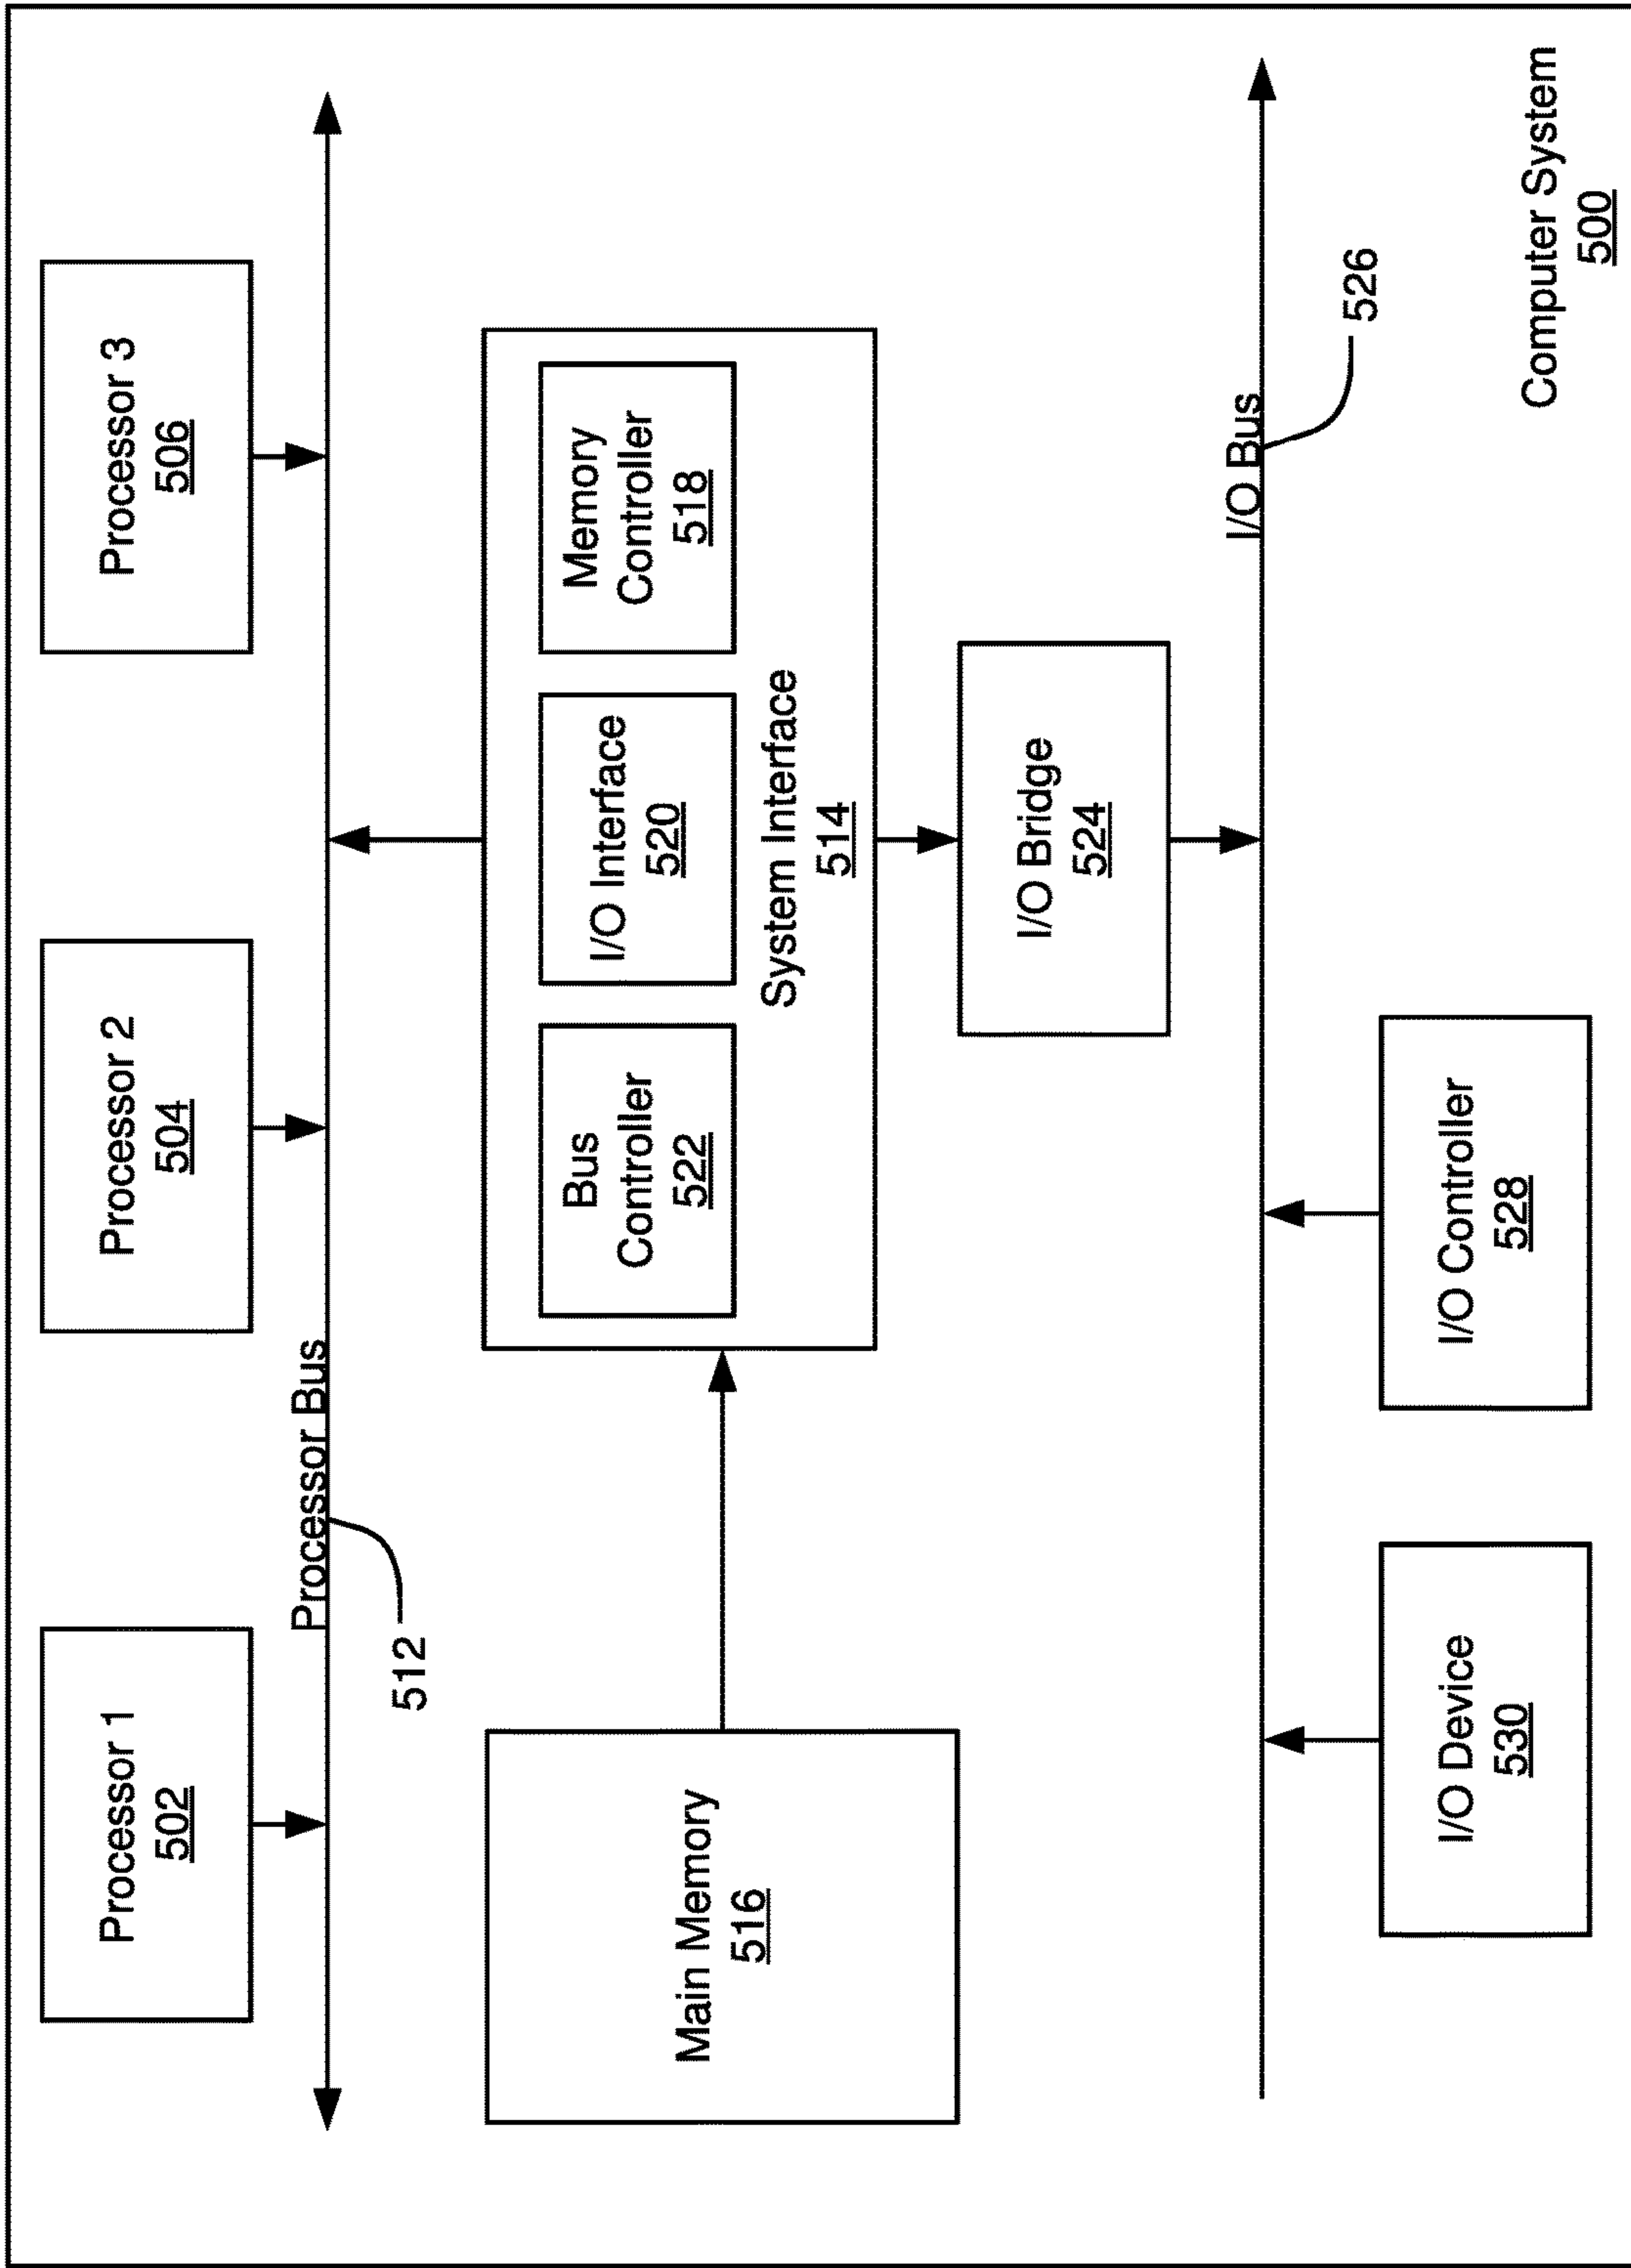 Processor 1
502
Processor 2
504
Processor 3
506
Processor Bus
512
Main Memory
516
Bus
Controller
522
I/O Interface
520
Memory
Controller
518
System Interface
514
I/O Bridge
524
I/O Bus
526
I/O Device
530
I/O Controller
528
Computer System
500